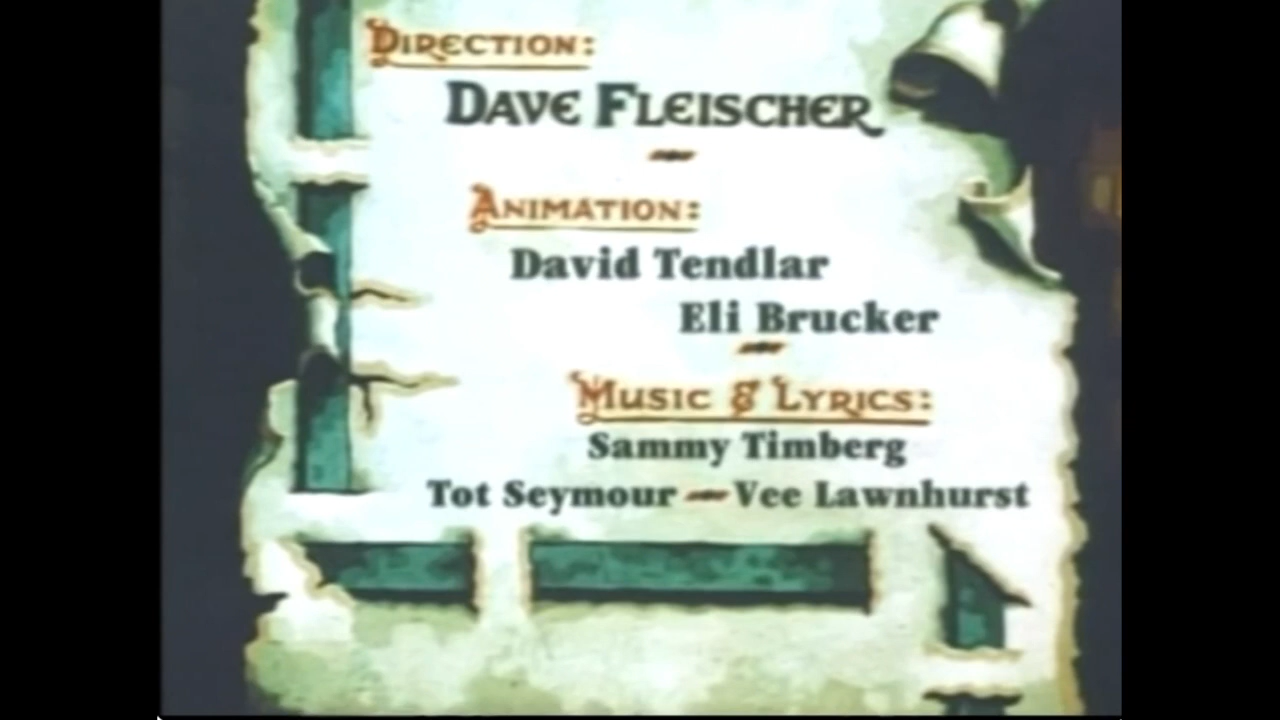 DIRECTION:
DAVE FLEISCHER
ANIMATION:
David Tendlar
Eli Brucker
MUSIC & LYRICS:
Sammy Timberg
Tot Seymour — Vee Lawnhurst